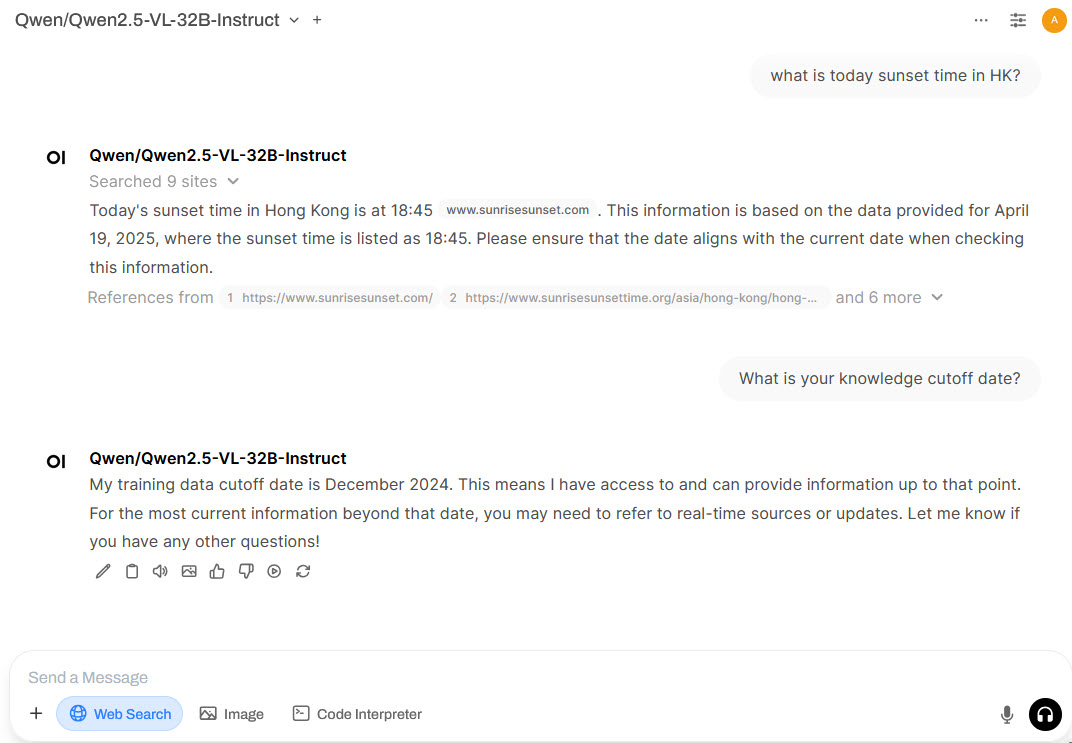 Qwen/Qwen2.5-VL-32B-Instruct
A
what is today sunset time in HK?
OI
Qwen/Qwen2.5-VL-32B-Instruct
Searched 9 sites
Today's sunset time in Hong Kong is at 18:45 www.sunrisesunset.com . This information is based on the data provided for April
19, 2025, where the sunset time is listed as 18:45. Please ensure that the date aligns with the current date when checking
this information.
References from 1 https://www.sunrisesunset.com/ 2 https://www.sunrisesunsettime.org/asia/hong-kong/hong-... and 6 more
What is your knowledge cutoff date?
OI
Qwen/Qwen2.5-VL-32B-Instruct
My training data cutoff date is December 2024. This means I have access to and can provide information up to that point.
For the most current information beyond that date, you may need to refer to real-time sources or updates. Let me know if
you have any other questions!
Send a Message
Web Search Image Code Interpreter